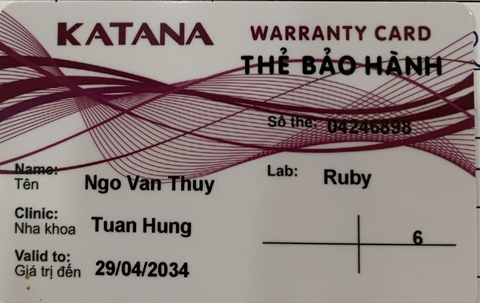 KATANA WARRANTY CARD
THẺ BẢO HÀNH
Số thẻ: 04246898
Name:
Tên Ngo Van Thuy
Lab: Ruby
Clinic:
Nha khoa Tuan Hung
6
Valid to:
Giá trị đến 29/04/2034